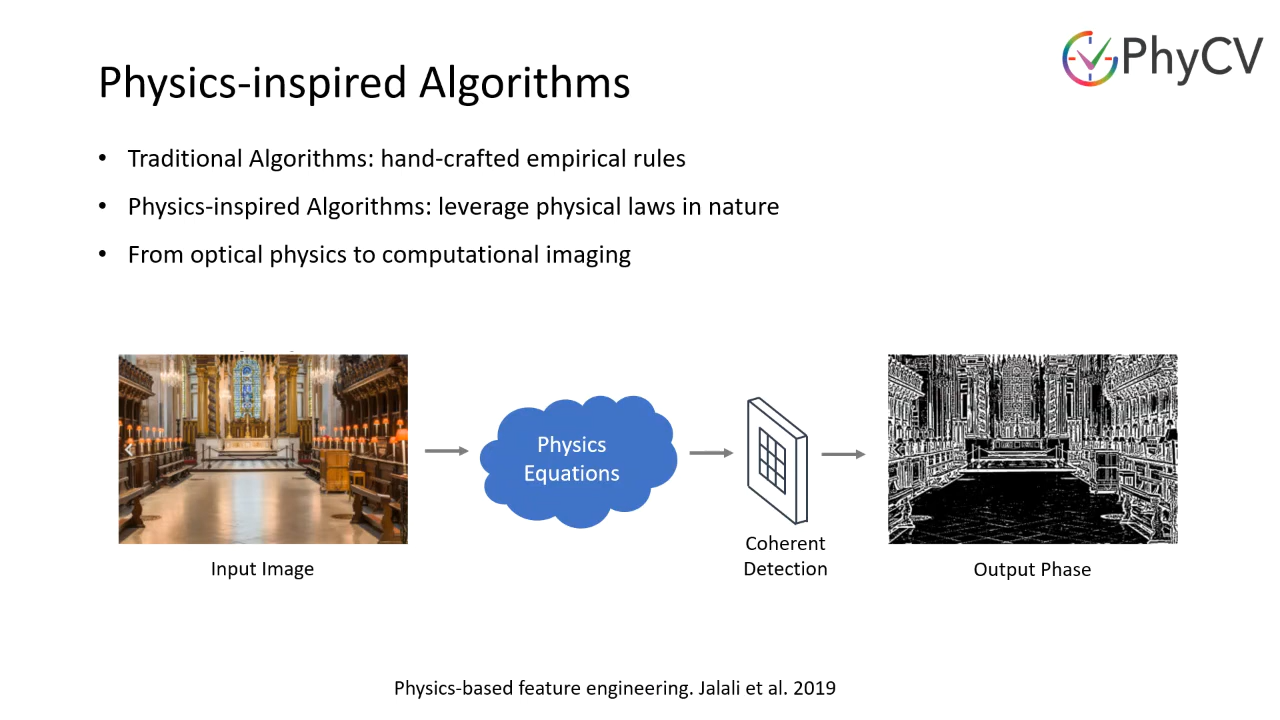 PhyCV
Physics-inspired Algorithms
• Traditional Algorithms: hand-crafted empirical rules
• Physics-inspired Algorithms: leverage physical laws in nature
• From optical physics to computational imaging
Physics
Equations
Coherent
Detection
Input Image
Output Phase
Physics-based feature engineering. Jalali et al. 2019